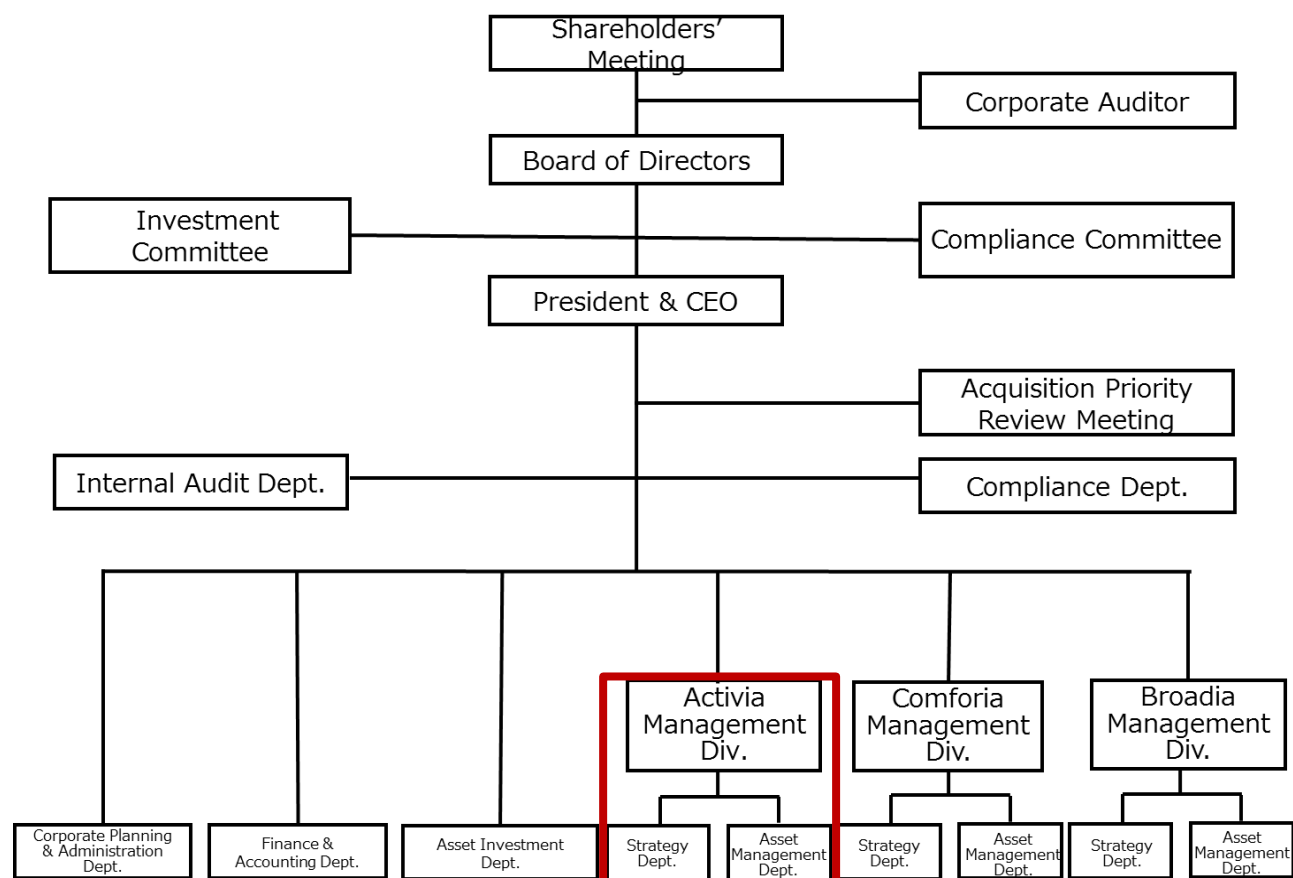 Shareholders’
Meeting
Corporate Auditor
Board of Directors
Investment
Committee
Compliance Committee
President & CEO
Acquisition Priority
Review Meeting
Internal Audit Dept.
Compliance Dept.
Activia
Management
Div.
Comforia
Management
Div.
Broadia
Management
Div.
Corporate Planning
& Administration
Dept.
Finance &
Accounting Dept.
Asset Investment
Dept.
Strategy
Dept.
Asset
Management
Dept.
Strategy
Dept.
Asset
Management
Dept.
Strategy
Dept.
Asset
Management
Dept.